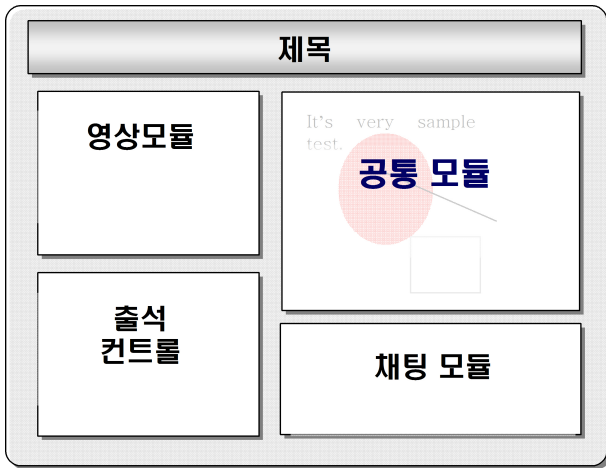 제목
영상모듈
It's very sample
test.
공통 모듈
출석
컨트롤
채팅 모듈